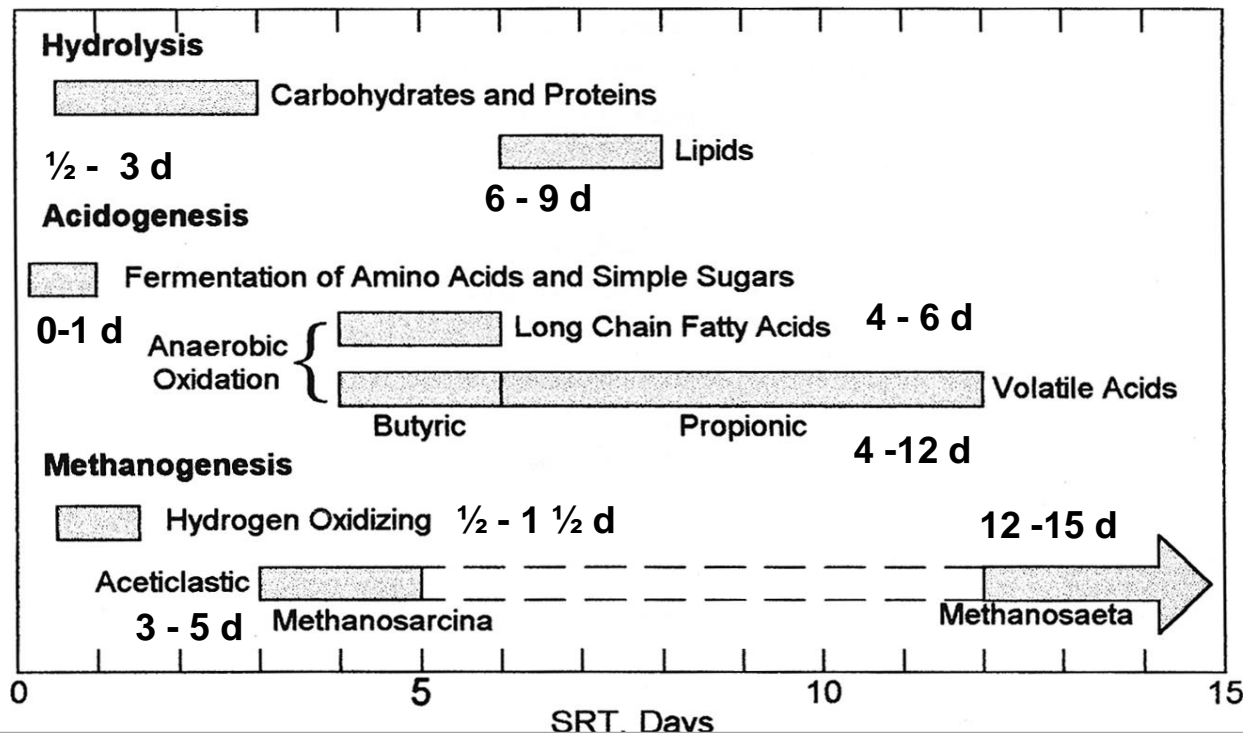 Hydrolysis
Carbohydrates and Proteins
Lipids
½ - 3 d
6 - 9 d
Acidogenesis
Fermentation of Amino Acids and Simple Sugars
0-1 d
Long Chain Fatty Acids 4 - 6 d
Anaerobic
Oxidation
Volatile Acids
Butyric Propionic
4 -12 d
Methanogenesis
Hydrogen Oxidizing ½ - 1 ½ d
12 -15 d
Aceticlastic
Methanosarcina Methanosaeta
3 - 5 d
0 5 10 15
SRT, Days